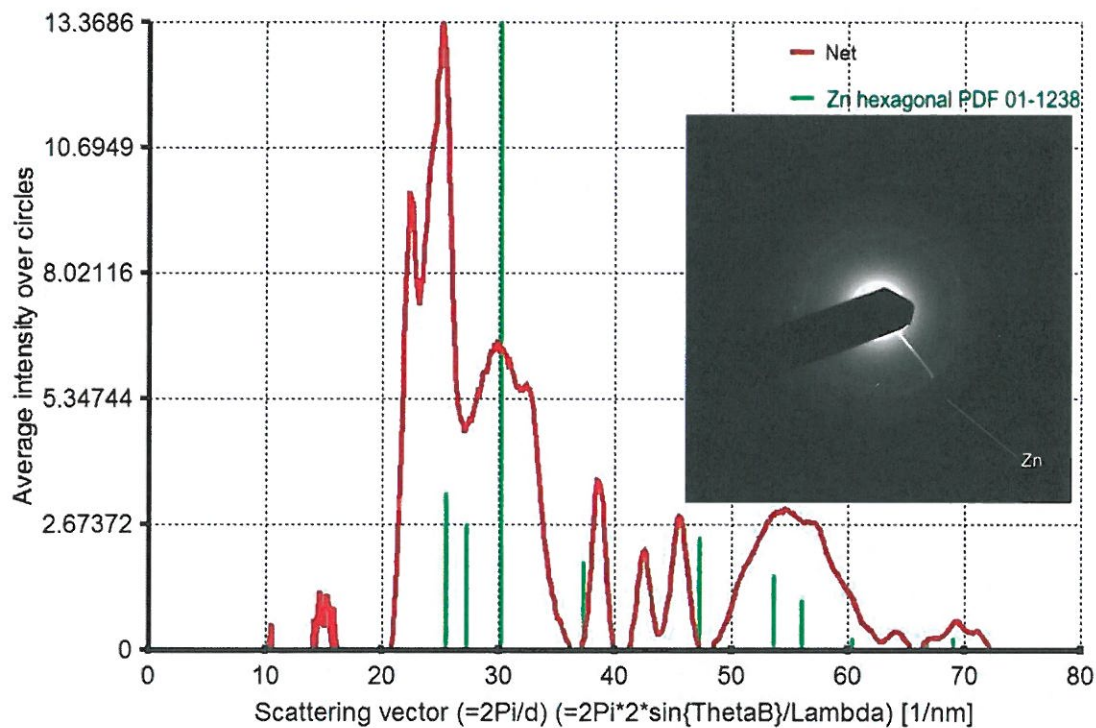 13.3686
10.6949
8.02116
5.34744
2.67372
0
Average intensity over circles
Net
Zn hexagonal PDF 01-1238
Zn
0 10 20 30 40 50 60 70 80
Scattering vector (=2Pi/d) (=2Pi*2*sin{ThetaB}/Lambda) [1/nm]